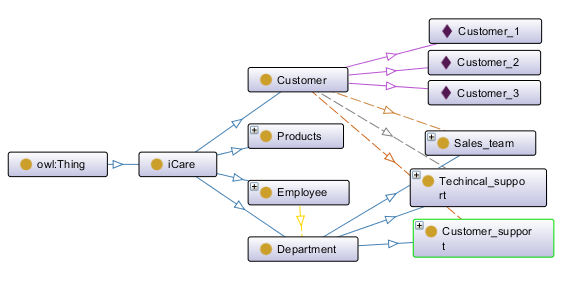 Customer_1
Customer_2
Customer
Customer_3
Products
Sales_team
owl:Thing
iCare
Employee
Techincal_suppo
rt
Customer_suppor
t
Department